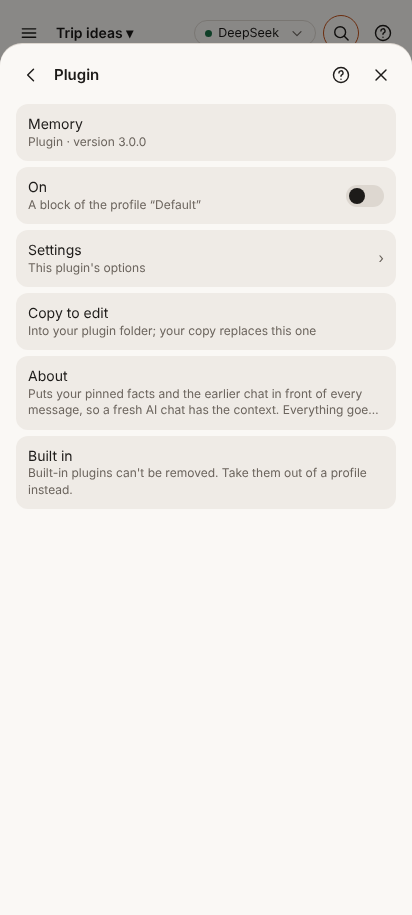 Trip ideas ▾
DeepSeek
Plugin
Memory
Plugin · version 3.0.0
On
A block of the profile “Default”
Settings
This plugin's options
Copy to edit
Into your plugin folder; your copy replaces this one
About
Puts your pinned facts and the earlier chat in front of every
message, so a fresh AI chat has the context. Everything goe...
Built in
Built-in plugins can't be removed. Take them out of a profile
instead.